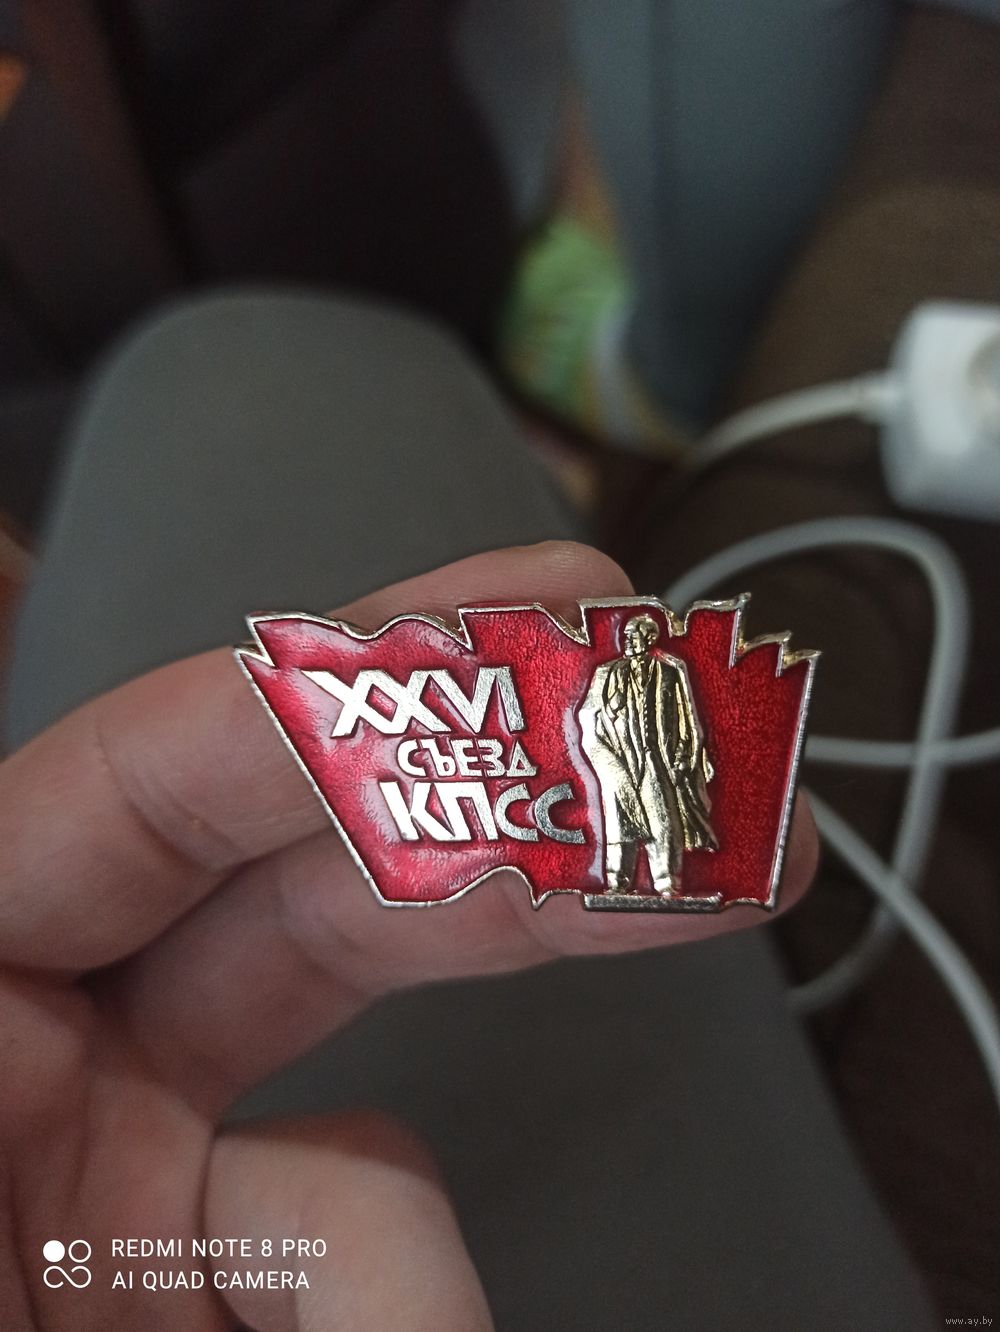 XXVI
СЪЕЗД
КПСС
REDMI NOTE 8 PRO
AI QUAD CAMERA
www.ay.by